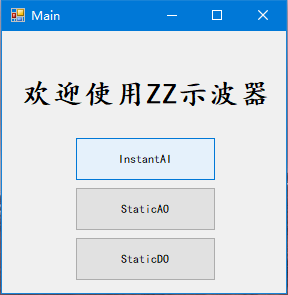 Main
欢迎使用ZZ示波器
InstantAI
StaticAO
StaticDO